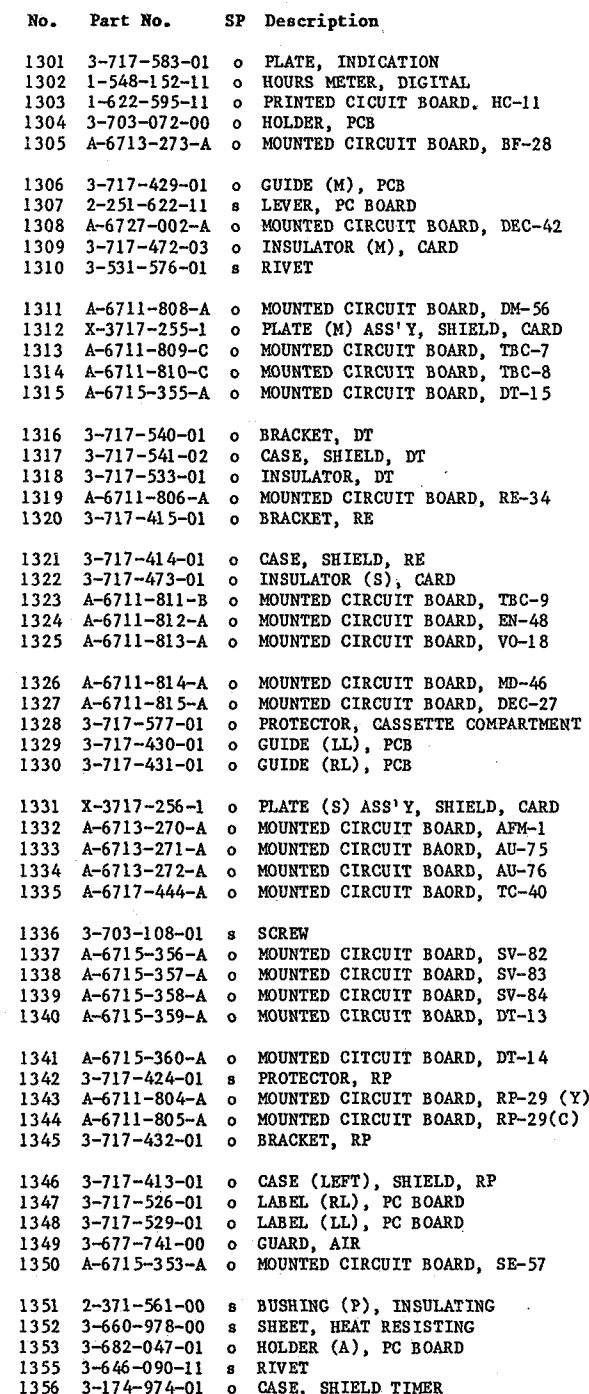 No. Part No. SP Description
1301 3-717-583-01 o PLATE, INDICATION
1302 1-548-152-11 o HOURS METER, DIGITAL
1303 1-622-595-11 o PRINTED CICUIT BOARD. HC-11
1304 3-703-072-00 o HOLDER, PCB
1305 A-6713-273-A o MOUNTED CIRCUIT BOARD, BF-28
1306 3-717-429-01 o GUIDE (M), PCB
1307 2-251-622-11 s LEVER, PC BOARD
1308 A-6727-002-A o MOUNTED CIRCUIT BOARD, DEC-42
1309 3-717-472-03 o INSULATOR (M), CARD
1310 3-531-576-01 s RIVET
1311 A-6711-808-A o MOUNTED CIRCUIT BOARD, DM-56
1312 X-3717-255-1 o PLATE (M) ASS'Y, SHIELD, CARD
1313 A-6711-809-C o MOUNTED CIRCUIT BOARD, TBC-7
1314 A-6711-810-C o MOUNTED CIRCUIT BOARD, TBC-8
1315 A-6715-355-A o MOUNTED CIRCUIT BOARD, DT-15
1316 3-717-540-01 o BRACKET, DT
1317 3-717-541-02 o CASE, SHIELD, DT
1318 3-717-533-01 o INSULATOR, DT
1319 A-6711-806-A o MOUNTED CIRCUIT BOARD, RE-34
1320 3-717-415-01 o BRACKET, RE
1321 3-717-414-01 o CASE, SHIELD, RE
1322 3-717-473-01 o INSULATOR (S), CARD
1323 A-6711-811-B o MOUNTED CIRCUIT BOARD, TBC-9
1324 A-6711-812-A o MOUNTED CIRCUIT BOARD, EN-48
1325 A-6711-813-A o MOUNTED CIRCUIT BOARD, VO-18
1326 A-6711-814-A o MOUNTED CIRCUIT BOARD, MD-46
1327 A-6711-815-A o MOUNTED CIRCUIT BOARD, DEC-27
1328 3-717-577-01 o PROTECTOR, CASSETTE COMPARTMENT
1329 3-717-430-01 o GUIDE (LL), PCB
1330 3-717-431-01 o GUIDE (RL), PCB
1331 X-3717-256-1 o PLATE (S) ASS'Y, SHIELD, CARD
1332 A-6713-270-A o MOUNTED CIRCUIT BOARD, AFM-1
1333 A-6713-271-A o MOUNTED CIRCUIT BAORD, AU-75
1334 A-6713-272-A o MOUNTED CIRCUIT BOARD, AU-76
1335 A-6717-444-A o MOUNTED CIRCUIT BAORD, TC-40
1336 3-703-108-01 s SCREW
1337 A-6715-356-A o MOUNTED CIRCUIT BOARD, SV-82
1338 A-6715-357-A o MOUNTED CIRCUIT BOARD, SV-83
1339 A-6715-358-A o MOUNTED CIRCUIT BOARD, SV-84
1340 A-6715-359-A o MOUNTED CIRCUIT BOARD, DT-13
1341 A-6715-360-A o MOUNTED CITCUIT BOARD, DT-14
1342 3-717-424-01 s PROTECTOR, RP
1343 A-6711-804-A o MOUNTED CIRCUIT BOARD, RP-29 (Y)
1344 A-6711-805-A o MOUNTED CIRCUIT BOARD, RP-29(C)
1345 3-717-432-01 o BRACKET, RP
1346 3-717-413-01 o CASE (LEFT), SHIELD, RP
1347 3-717-526-01 o LABEL (RL), PC BOARD
1348 3-717-529-01 o LABEL (LL), PC BOARD
1349 3-677-741-00 o GUARD, AIR
1350 A-6715-353-A o MOUNTED CIRCUIT BOARD, SE-57
1351 2-371-561-00 s BUSHING (P), INSULATING
1352 3-660-978-00 s SHEET, HEAT RESISTING
1353 3-682-047-01 o HOLDER (A), PC BOARD
1355 3-646-090-11 s RIVET
1356 3-174-974-01 o CASE. SHIELD TIMER